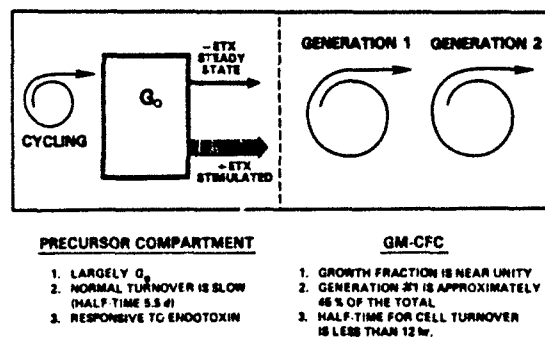 −ETX
STEADY
STATE
G₀
CYCLING
+ETX
STIMULATED
GENERATION 1 GENERATION 2
PRECURSOR COMPARTMENT
1. LARGELY G₀
2. NORMAL TURNOVER IS SLOW
(HALF-TIME 5.5 d)
3. RESPONSIVE TO ENDOTOXIN
GM-CFC
1. GROWTH FRACTION IS NEAR UNITY
2. GENERATION #1 IS APPROXIMATELY
45% OF THE TOTAL
3. HALF-TIME FOR CELL TURNOVER
IS LESS THAN 12 hr.